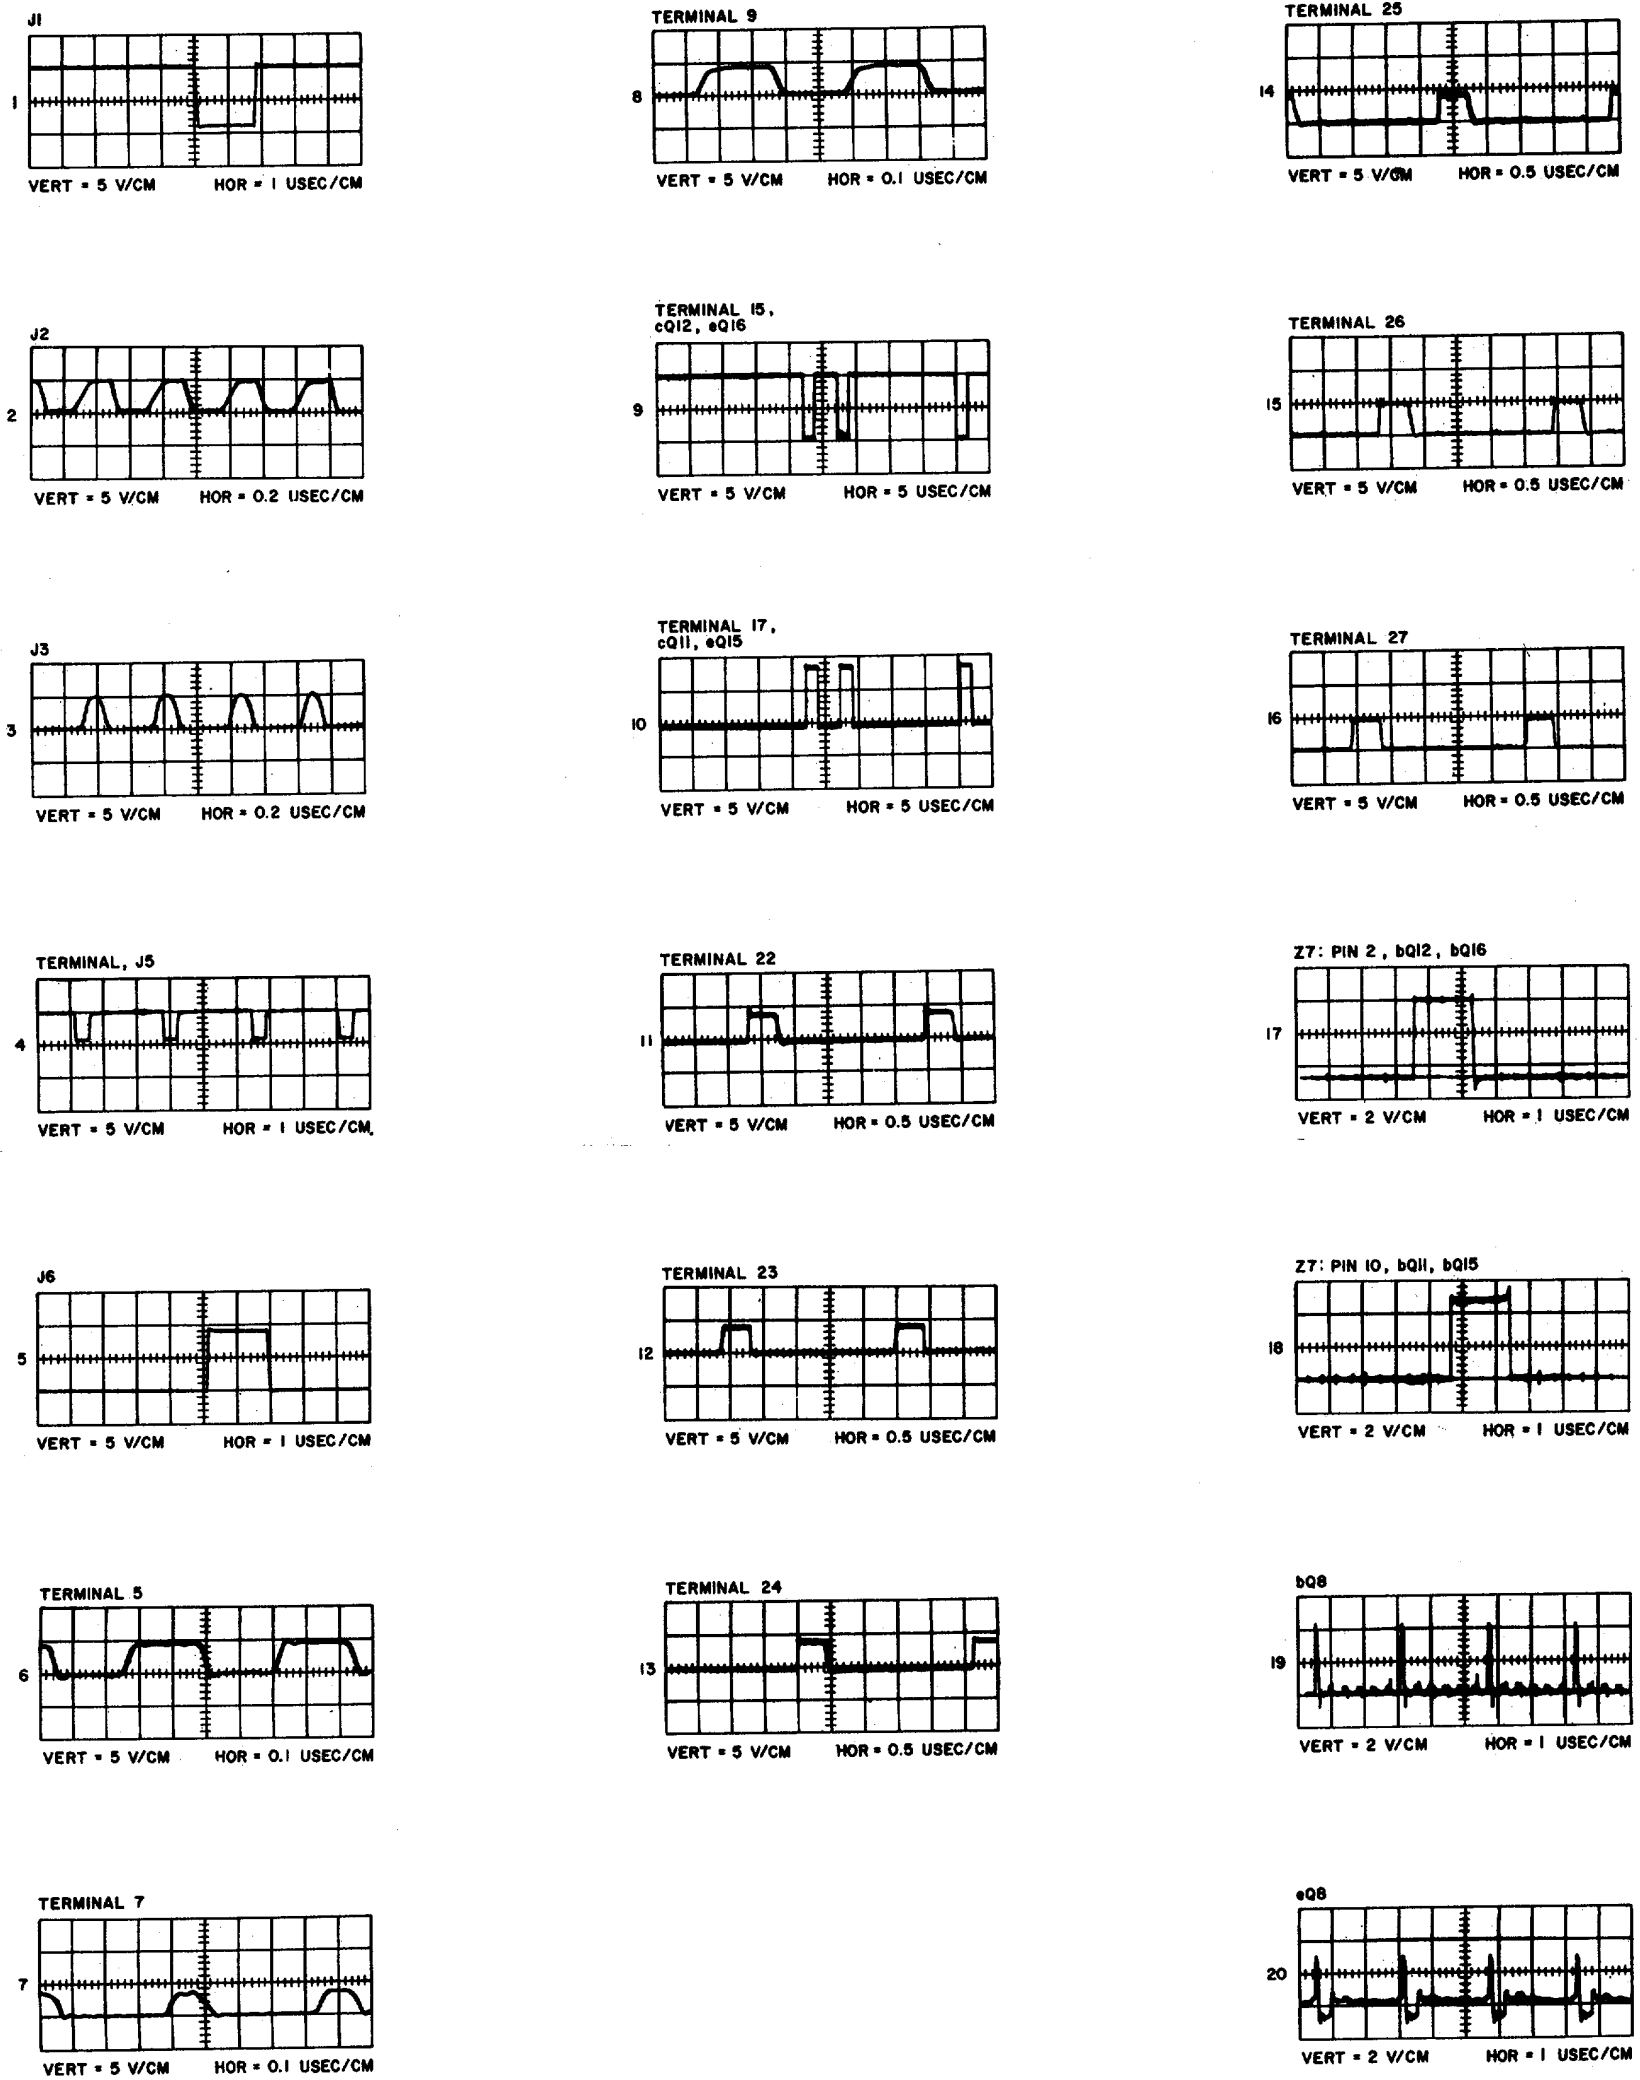 J1
1
VERT = 5 V/CM HOR = 1 USEC/CM
J2
2
VERT = 5 V/CM HOR = 0.2 USEC/CM
J3
3
VERT = 5 V/CM HOR = 0.2 USEC/CM
TERMINAL, J5
4
VERT = 5 V/CM HOR = 1 USEC/CM.
J6
5
VERT = 5 V/CM HOR = 1 USEC/CM
TERMINAL 5
6
VERT = 5 V/CM HOR = 0.1 USEC/CM
TERMINAL 7
7
VERT = 5 V/CM HOR = 0.1 USEC/CM
TERMINAL 9
8
VERT = 5 V/CM HOR = 0.1 USEC/CM
TERMINAL 15,
cQ12, eQ16
9
VERT = 5 V/CM HOR = 5 USEC/CM
TERMINAL 17,
cQ11, eQ15
10
VERT = 5 V/CM HOR = 5 USEC/CM
TERMINAL 22
11
VERT = 5 V/CM HOR = 0.5 USEC/CM
TERMINAL 23
12
VERT = 5 V/CM HOR = 0.5 USEC/CM
TERMINAL 24
13
VERT = 5 V/CM HOR = 0.5 USEC/CM
TERMINAL 25
14
VERT = 5 V/CM HOR = 0.5 USEC/CM
TERMINAL 26
15
VERT = 5 V/CM HOR = 0.5 USEC/CM
TERMINAL 27
16
VERT = 5 V/CM HOR = 0.5 USEC/CM
Z7: PIN 2, bQ12, bQ16
17
VERT = 2 V/CM HOR = 1 USEC/CM
Z7: PIN 10, bQ11, bQ15
18
VERT = 2 V/CM HOR = 1 USEC/CM
bQ8
19
VERT = 2 V/CM HOR = 1 USEC/CM
eQ8
20
VERT = 2 V/CM HOR = 1 USEC/CM